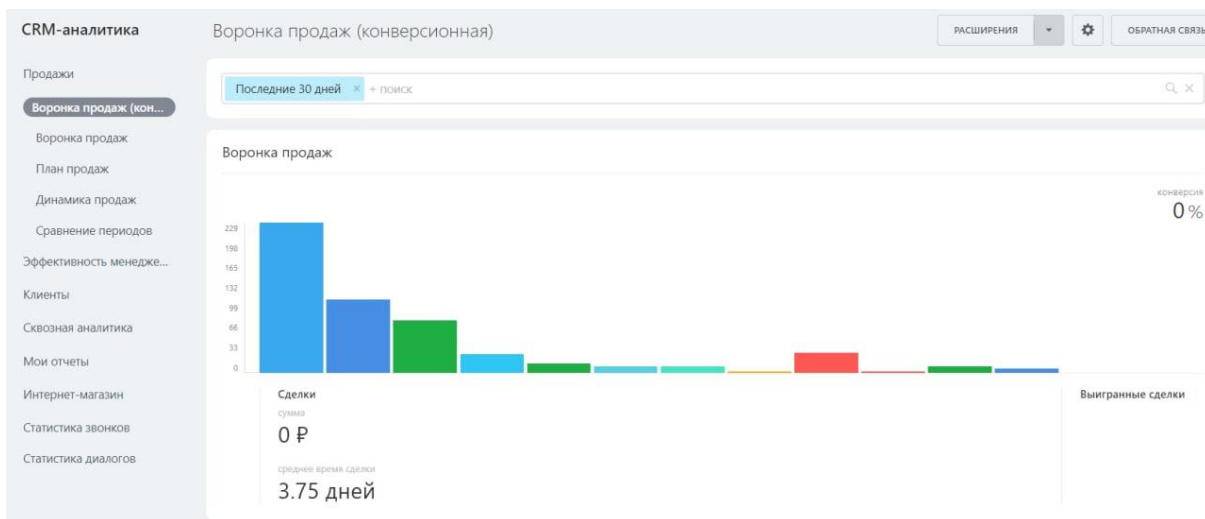 CRM-аналитика
Воронка продаж (конверсионная)
РАСШИРЕНИЯ
ОБРАТНАЯ СВЯЗЬ
Продажи
Воронка продаж (кон...
Воронка продаж
План продаж
Динамика продаж
Сравнение периодов
Эффективность менедже...
Клиенты
Сквозная аналитика
Мои отчеты
Интернет-магазин
Статистика звонков
Статистика диалогов
Последние 30 дней × + поиск
Воронка продаж
конверсия
0 %
229
198
165
132
99
66
33
0
Сделки
сумма
0 ₽
среднее время сделки
3.75 дней
Выигранные сделки